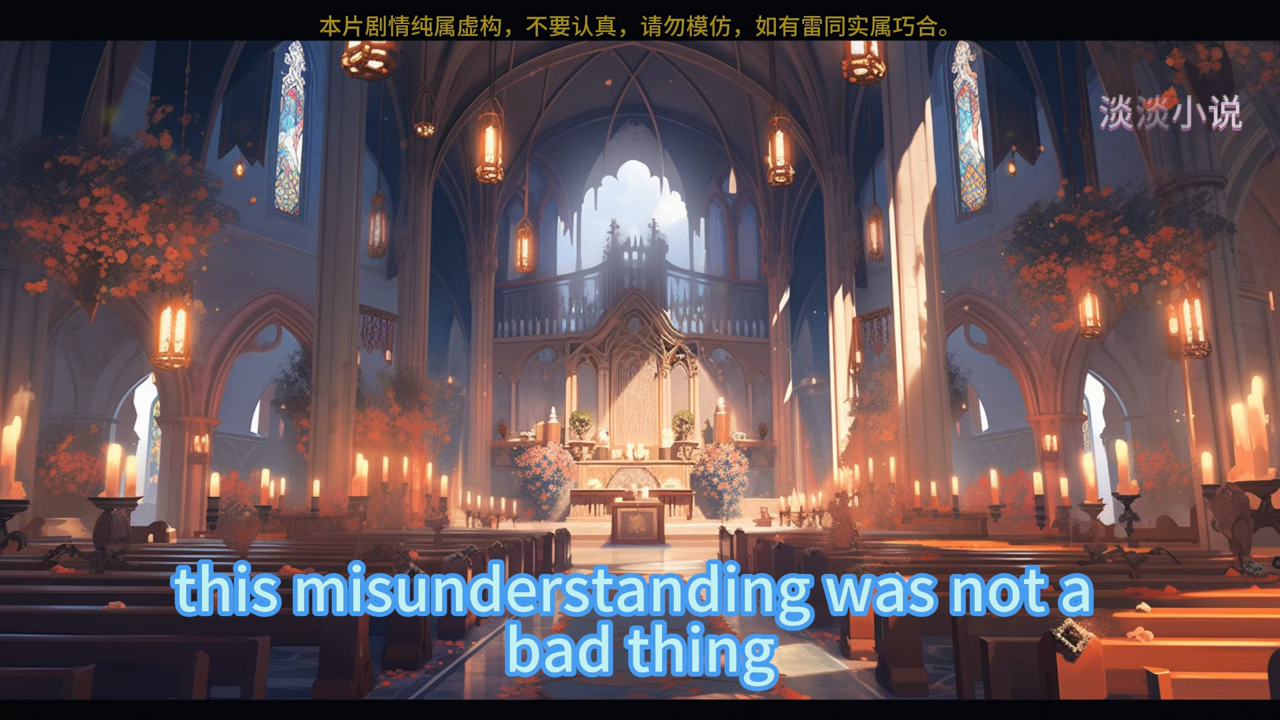 本片剧情纯属虚构，不要认真，请勿模仿，如有雷同实属巧合。
淡淡小说
this misunderstanding was not a
bad thing